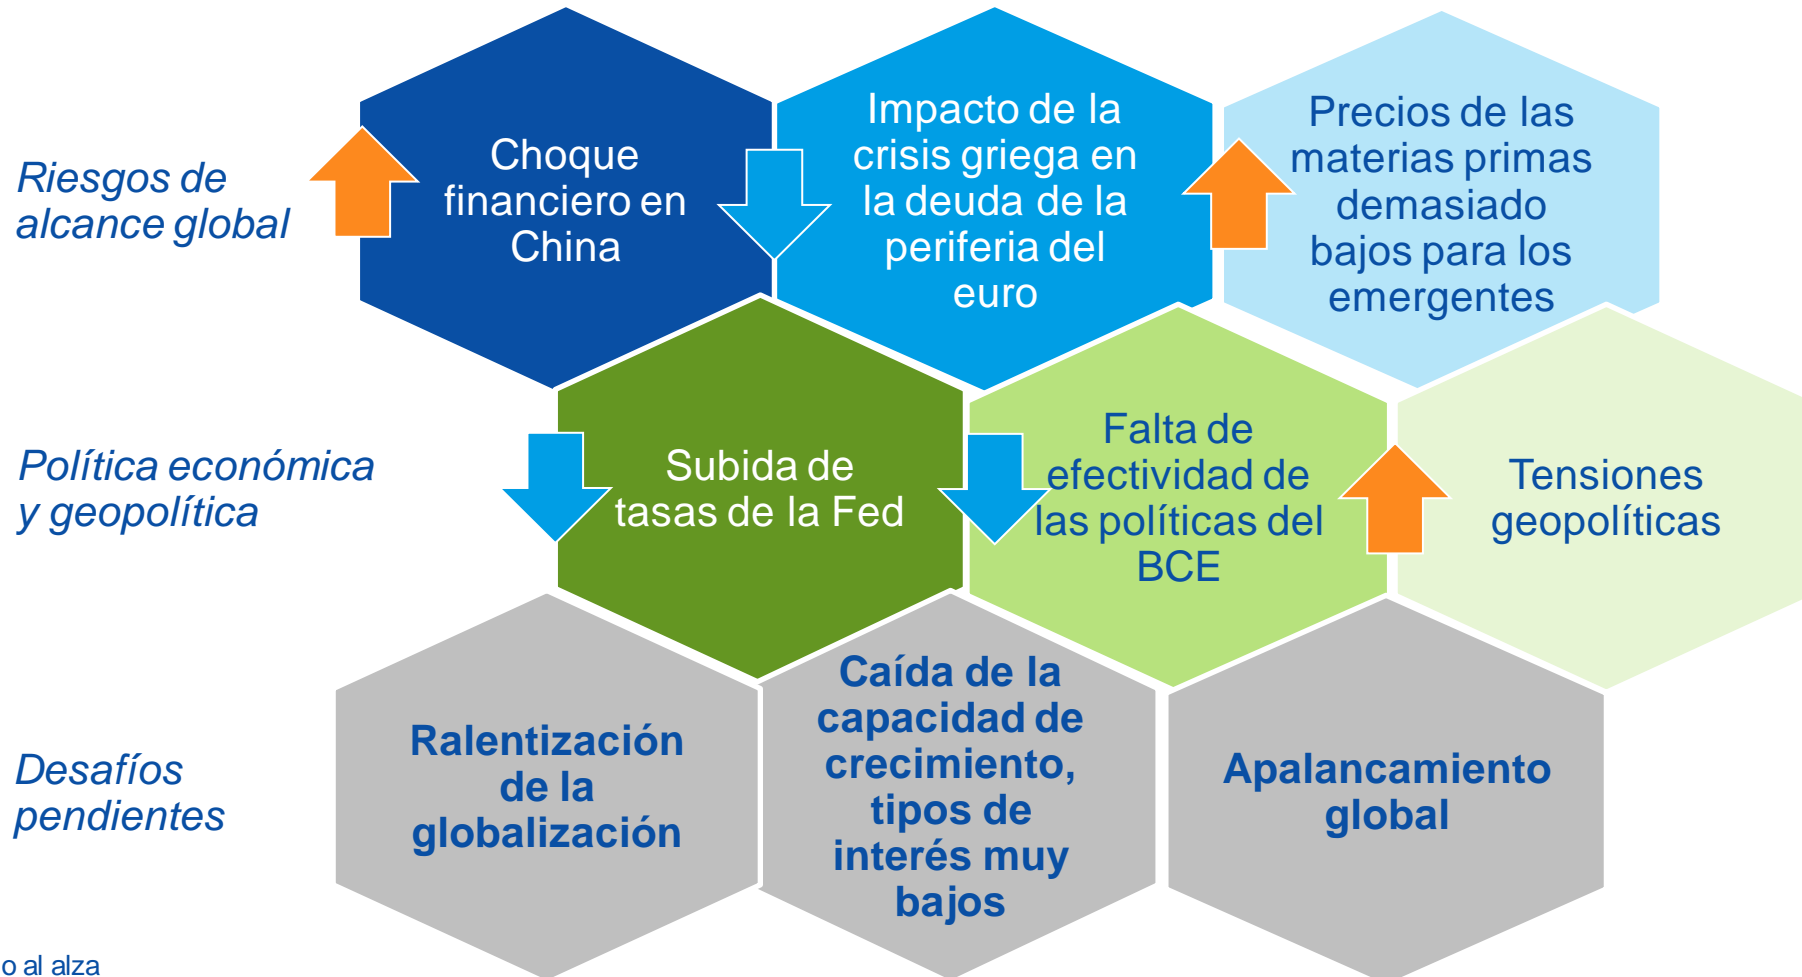 Riesgos de
alcance global
Choque
financiero en
China
Impacto de la
crisis griega en
la deuda de la
periferia del
euro
Precios de las
materias primas
demasiado
bajos para los
emergentes
Política económica
y geopolítica
Subida de
tasas de la Fed
Falta de
efectividad de
las políticas del
BCE
Tensiones
geopolíticas
Desafíos
pendientes
Ralentización
de la
globalización
Caída de la
capacidad de
crecimiento,
tipos de
interés muy
bajos
Apalancamiento
global
o al alza